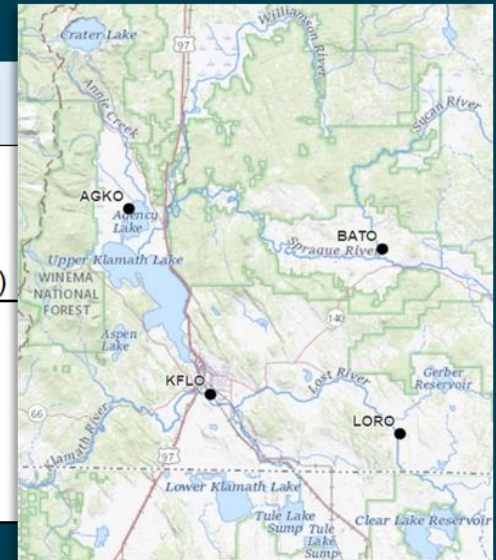 Crater Lake
97
Williamson River
Annie Creek
Sycan River
AGKO
Agency
Lake
BATO
Sprague River
Upper Klamath Lake
)
WINEMA
NATIONAL
FOREST
140
Aspen
Lake
Gerber
Reservoir
KFLO
Lost River
66
LORO
Klamath River
97
Lower Klamath Lake
Tule Lake
Sump
Tule
Lake
Sump
Clear Lake Reservoir